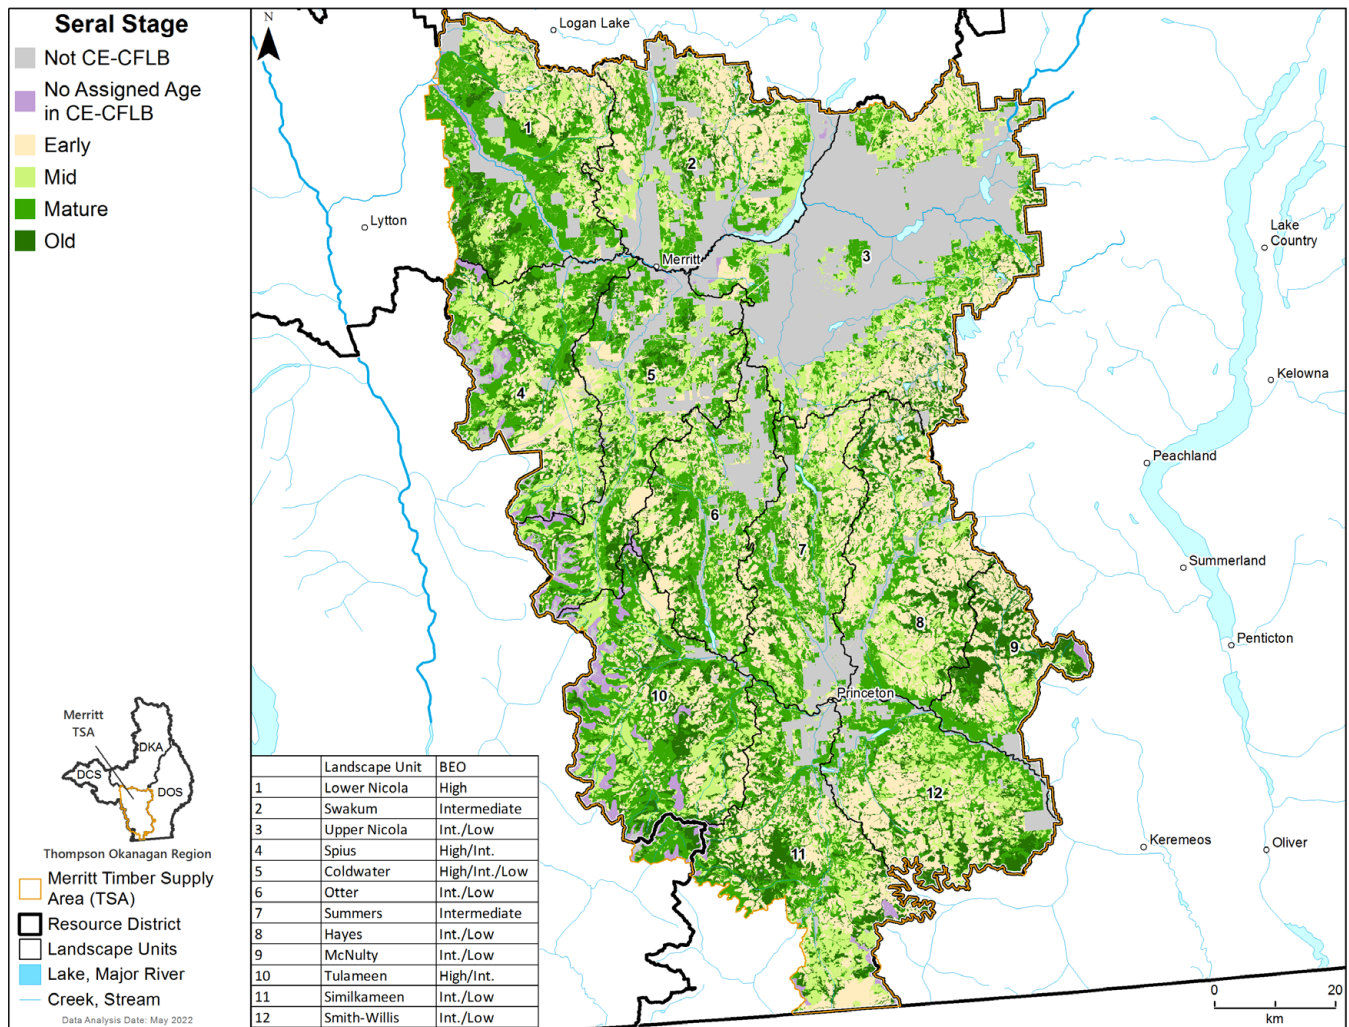 Seral Stage
Not CE-CFLB
No Assigned Age
in CE-CFLB
Early
Mid
Mature
Old
N
Logan Lake
Lytton
Merritt
Lake
Country
Kelowna
Peachland
Summerland
Penticton
Princeton
Keremeos
Oliver
1
2
3
4
5
6
7
8
9
10
11
12
Merritt
TSA
DKA
DCS
DOS
Thompson Okanagan Region
Merritt Timber Supply
Area (TSA)
Resource District
Landscape Units
Lake, Major River
Creek, Stream
Data Analysis Date: May 2022
Landscape Unit BEO
1 Lower Nicola High
2 Swakum Intermediate
3 Upper Nicola Int./Low
4 Spius High/Int.
5 Coldwater High/Int./Low
6 Otter Int./Low
7 Summers Intermediate
8 Hayes Int./Low
9 McNulty Int./Low
10 Tulameen High/Int.
11 Similkameen Int./Low
12 Smith-Willis Int./Low
0 20
km